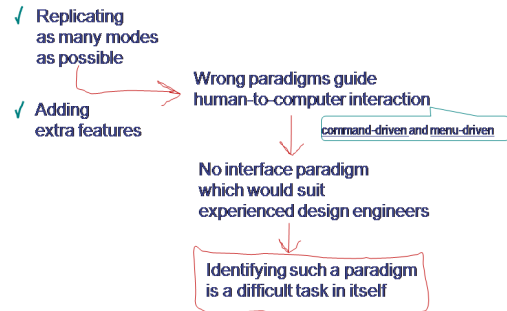 √ Replicating
as many modes
as possible
Wrong paradigms guide
human-to-computer interaction
√ Adding
extra features
command-driven and menu-driven
No interface paradigm
which would suit
experienced design engineers
Identifying such a paradigm
is a difficult task in itself